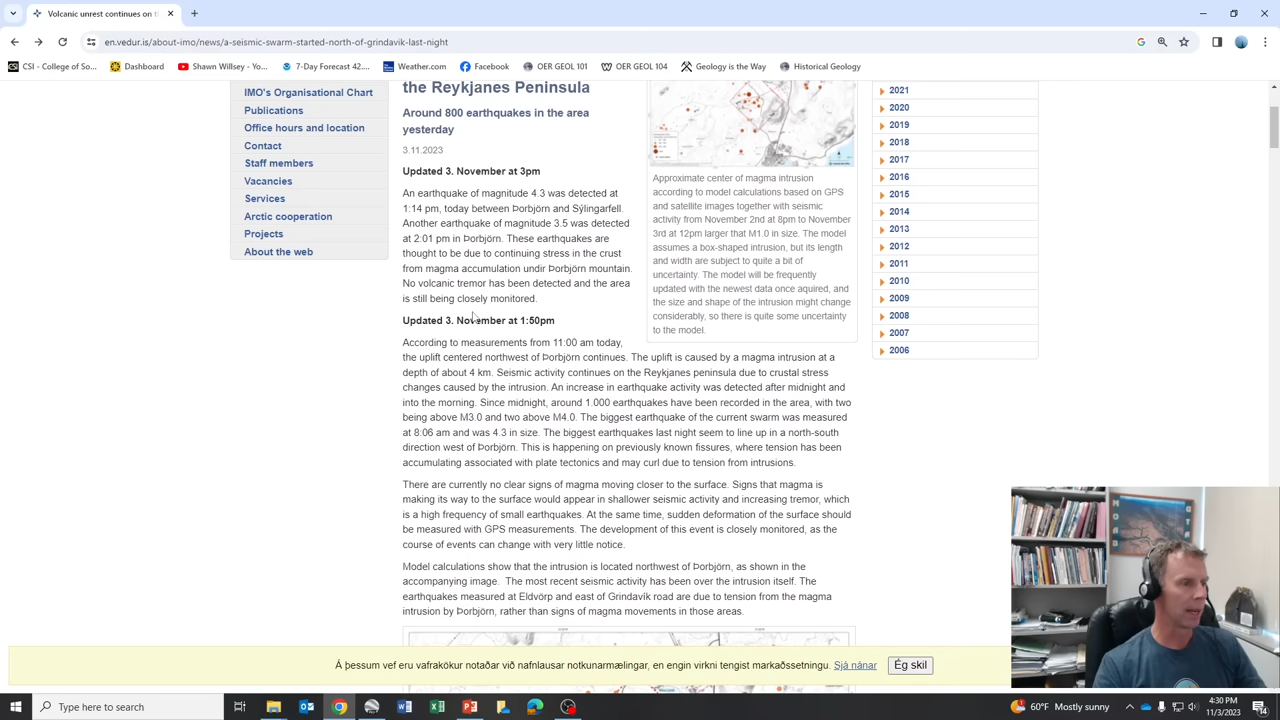 Volcanic unrest continues on th
en.vedur.is/about-imo/news/a-seismic-swarm-started-north-of-grindavik-last-night
CSI - College of So...
Dashboard
Shawn Willsey - Yo...
7-Day Forecast 42....
Weather.com
Facebook
OER GEOL 101
OER GEOL 104
Geology is the Way
Historical Geology
IMO's Organisational Chart
Publications
Office hours and location
Contact
Staff members
Vacancies
Services
Arctic cooperation
Projects
About the web
the Reykjanes Peninsula
Around 800 earthquakes in the area
yesterday
3.11.2023
Updated 3. November at 3pm
An earthquake of magnitude 4.3 was detected at
1:14 pm, today between Þorbjörn and Sýlingarfell.
Another earthquake of magnitude 3.5 was detected
at 2:01 pm in Þorbjörn. These earthquakes are
thought to be due to continuing stress in the crust
from magma accumulation undir Þorbjörn mountain.
No volcanic tremor has been detected and the area
is still being closely monitored.
Updated 3. November at 1:50pm
According to measurements from 11:00 am today,
the uplift centered northwest of Þorbjörn continues. The uplift is caused by a magma intrusion at a
depth of about 4 km. Seismic activity continues on the Reykjanes peninsula due to crustal stress
changes caused by the intrusion. An increase in earthquake activity was detected after midnight and
into the morning. Since midnight, around 1.000 earthquakes have been recorded in the area, with two
being above M3.0 and two above M4.0. The biggest earthquake of the current swarm was measured
at 8:06 am and was 4.3 in size. The biggest earthquakes last night seem to line up in a north-south
direction west of Þorbjörn. This is happening on previously known fissures, where tension has been
accumulating associated with plate tectonics and may curl due to tension from intrusions.
There are currently no clear signs of magma moving closer to the surface. Signs that magma is
making its way to the surface would appear in shallower seismic activity and increasing tremor, which
is a high frequency of small earthquakes. At the same time, sudden deformation of the surface should
be measured with GPS measurements. The development of this event is closely monitored, as the
course of events can change with very little notice.
Model calculations show that the intrusion is located northwest of Þorbjörn, as shown in the
accompanying image. The most recent seismic activity has been over the intrusion itself. The
earthquakes measured at Eldvörp and east of Grindavík road are due to tension from the magma
intrusion by Þorbjörn, rather than signs of magma movements in those areas.
Approximate center of magma intrusion
according to model calculations based on GPS
and satellite images together with seismic
activity from November 2nd at 8pm to November
3rd at 12pm larger that M1.0 in size. The model
assumes a box-shaped intrusion, but its length
and width are subject to quite a bit of
uncertainty. The model will be frequently
updated with the newest data once aquired, and
the size and shape of the intrusion might change
considerably, so there is quite some uncertainty
to the model.
2021
2020
2019
2018
2017
2016
2015
2014
2013
2012
2011
2010
2009
2008
2007
2006
Á þessum vef eru vafrakökur notaðar við nafnlausar notkunarmælingar, en engin virkni tengist markaðssetningu. Sjá nánar
Ég skil
Type here to search
60°F Mostly sunny
4:30 PM
11/3/2023